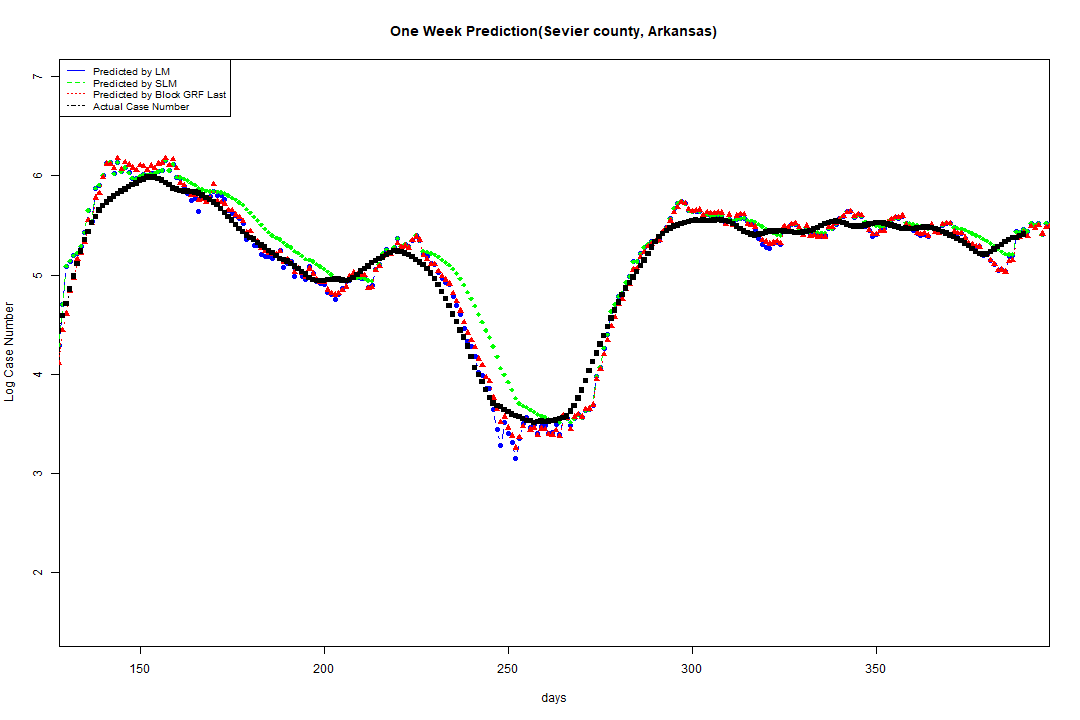 One Week Prediction(Sevier county, Arkansas)
Predicted by LM
Predicted by SLM
Predicted by Block GRF Last
Actual Case Number
7
6
5
4
3
2
Log Case Number
150 200 250 300 350
days